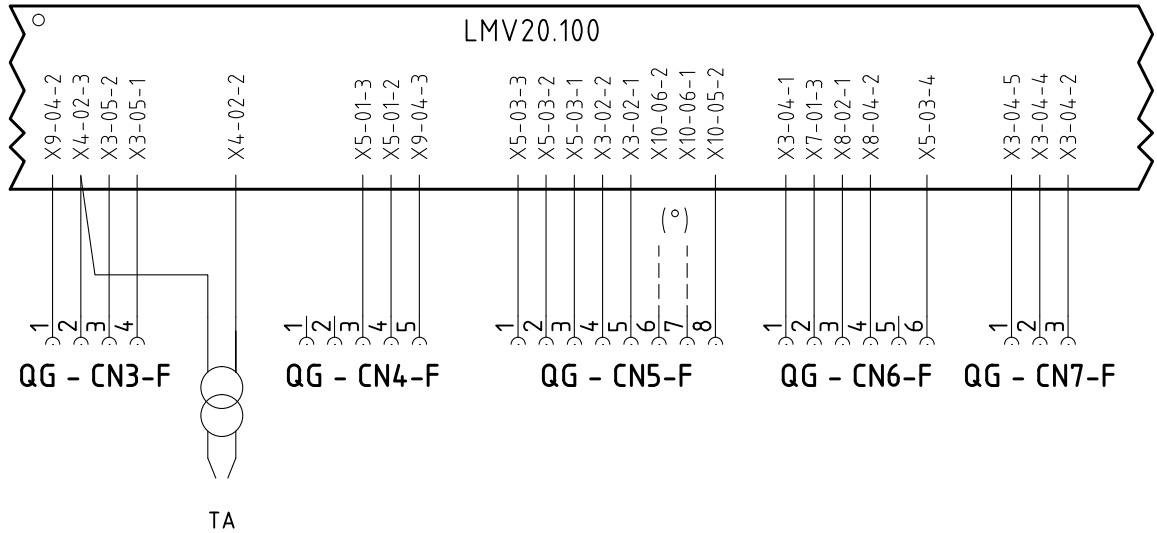 LMV20.100
X9-04-2
X4-02-3
X3-05-2
X3-05-1
X4-02-2
X5-01-3
X5-01-2
X9-04-3
X5-03-3
X5-03-2
X5-03-1
X3-02-2
X3-02-1
X10-06-2
X10-06-1
X10-05-2
X3-04-1
X7-01-3
X8-02-1
X8-04-2
X5-03-4
X3-04-5
X3-04-4
X3-04-2
(°)
1 2 3 4
1 2 3 4 5
1 2 3 4 5 6 7 8
1 2 3 4 5 6
1 2 3
QG - CN3-F
QG - CN4-F
QG - CN5-F
QG - CN6-F
QG - CN7-F
TA